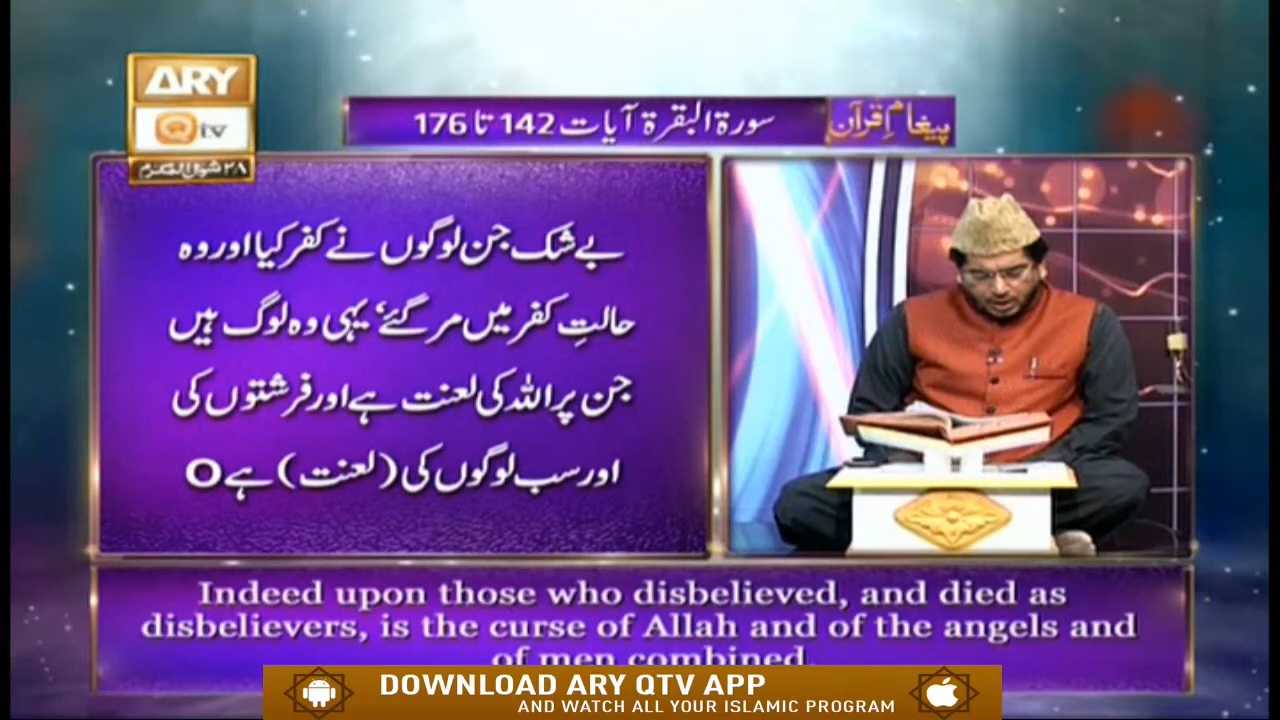 ARY
Qtv
۲۸ شوال المکرم
پیغامِ قرآن
سورۃ البقرۃ آیات 142 تا 176
بے شک جن لوگوں نے کفر کیا اور وہ
حالتِ کفر میں مر گئے، یہی وہ لوگ ہیں
جن پر اللہ کی لعنت ہے اور فرشتوں کی
اور سب لوگوں کی (لعنت) ہے O
Indeed upon those who disbelieved, and died as
disbelievers, is the curse of Allah and of the angels and
of men combined.
DOWNLOAD ARY QTV APP
AND WATCH ALL YOUR ISLAMIC PROGRAM